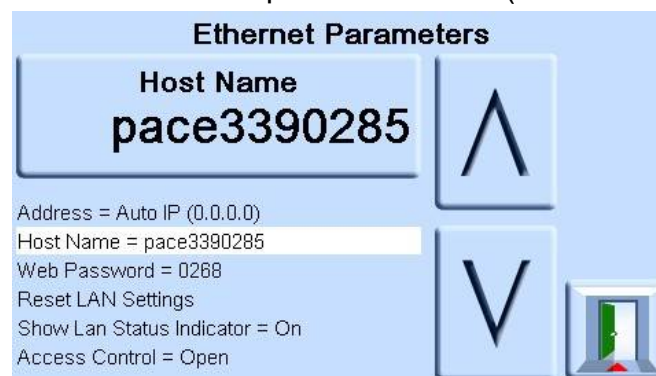 Ethernet Parameters
Host Name
pace3390285
Address = Auto IP (0.0.0.0)
Host Name = pace3390285
Web Password = 0268
Reset LAN Settings
Show Lan Status Indicator = On
Access Control = Open